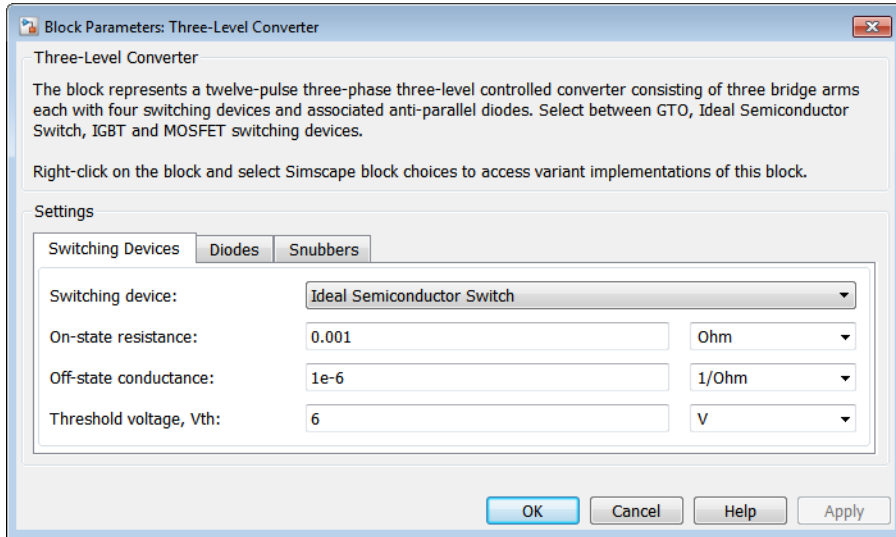 Block Parameters: Three-Level Converter
Three-Level Converter
The block represents a twelve-pulse three-phase three-level controlled converter consisting of three bridge arms
each with four switching devices and associated anti-parallel diodes. Select between GTO, Ideal Semiconductor
Switch, IGBT and MOSFET switching devices.
Right-click on the block and select Simscape block choices to access variant implementations of this block.
Settings
Switching Devices Diodes Snubbers
Switching device: Ideal Semiconductor Switch
On-state resistance: 0.001 Ohm
Off-state conductance: 1e-6 1/Ohm
Threshold voltage, Vth: 6 V
OK Cancel Help Apply